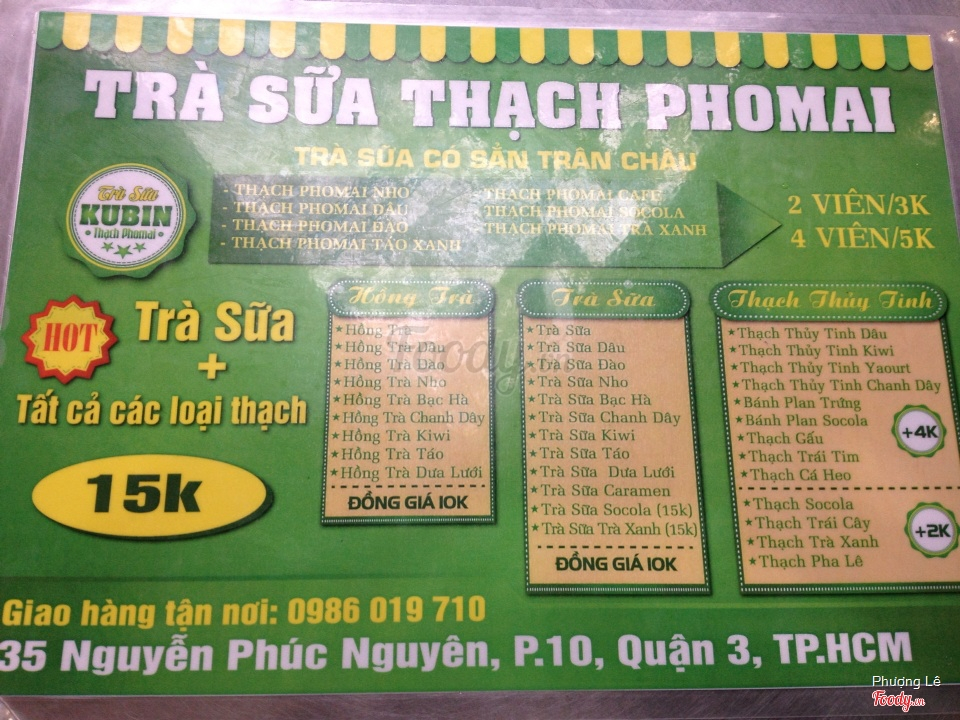 TRÀ SỮA THẠCH PHOMAI
TRÀ SỮA CÓ SẴN TRÂN CHÂU
Trà Sữa
KUBIN
Thạch Phomai
- THẠCH PHOMAI NHO
- THẠCH PHOMAI DÂU
- THẠCH PHOMAI ĐÀO
- THẠCH PHOMAI TÁO XANH
THẠCH PHOMAI CAFE
THẠCH PHOMAI SOCOLA
THẠCH PHOMAI TRÀ XANH
2 VIÊN/3K
4 VIÊN/5K
HOT
Trà Sữa
+
Tất cả các loại thạch
15k
Hồng Trà
Hồng Trà
Hồng Trà Dâu
Hồng Trà Đào
Hồng Trà Nho
Hồng Trà Bạc Hà
Hồng Trà Chanh Dây
Hồng Trà Kiwi
Hồng Trà Táo
Hồng Trà Dưa Lưới
ĐỒNG GIÁ 10K
Trà Sữa
Trà Sữa
Trà Sữa Dâu
Trà Sữa Đào
Trà Sữa Nho
Trà Sữa Bạc Hà
Trà Sữa Chanh Dây
Trà Sữa Kiwi
Trà Sữa Táo
Trà Sữa Dưa Lưới
Trà Sữa Caramen
Trà Sữa Socola (15k)
Trà Sữa Trà Xanh (15k)
ĐỒNG GIÁ 10K
Thạch Thủy Tinh
Thạch Thủy Tinh Dâu
Thạch Thủy Tinh Kiwi
Thạch Thủy Tinh Yaourt
Thạch Thủy Tinh Chanh Dây
Bánh Plan Trứng
Bánh Plan Socola
Thạch Gấu
Thạch Trái Tim
Thạch Cá Heo
+4K
Thạch Socola
Thạch Trái Cây
Thạch Trà Xanh
Thạch Pha Lê
+2K
Foody.vn
Giao hàng tận nơi: 0986 019 710
35 Nguyễn Phúc Nguyên, P.10, Quận 3, TP.HCM
Phượng Lê
Foody.vn